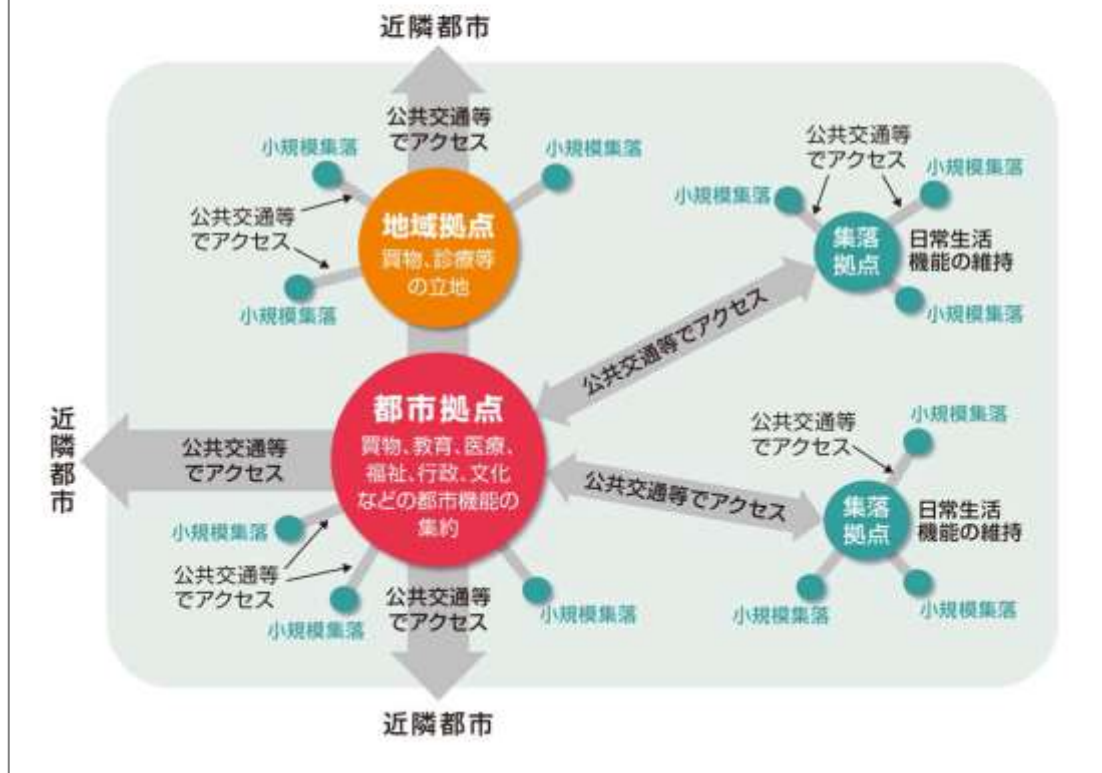 近隣都市
公共交通等
でアクセス
小規模集落
小規模集落
公共交通等
でアクセス
小規模集落
地域拠点
買物、診療等
の立地
公共交通等
でアクセス
小規模集落
小規模集落
集落
拠点
日常生活
機能の維持
小規模集落
公共交通等でアクセス
近隣都市
公共交通等
でアクセス
都市拠点
買物、教育、医療、
福祉、行政、文化
などの都市機能の
集約
公共交通等でアクセス
公共交通等
でアクセス
小規模集落
集落
拠点
日常生活
機能の維持
小規模集落
小規模集落
小規模集落
公共交通等
でアクセス
小規模集落
公共交通等
でアクセス
小規模集落
近隣都市